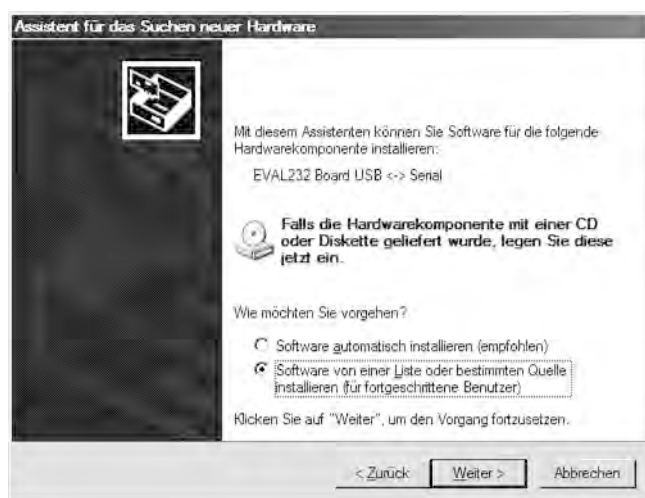 Assistent für das Suchen neuer Hardware
Mit diesem Assistenten können Sie Software für die folgende
Hardwarekomponente installieren:
EVAL232 Board USB <-> Serial
Falls die Hardwarekomponente mit einer CD
oder Diskette geliefert wurde, legen Sie diese
jetzt ein.
Wie möchten Sie vorgehen?
Software automatisch installieren (empfohlen)
Software von einer Liste oder bestimmten Quelle
installieren (für fortgeschrittene Benutzer)
Klicken Sie auf "Weiter", um den Vorgang fortzusetzen.
< Zurück Weiter > Abbrechen